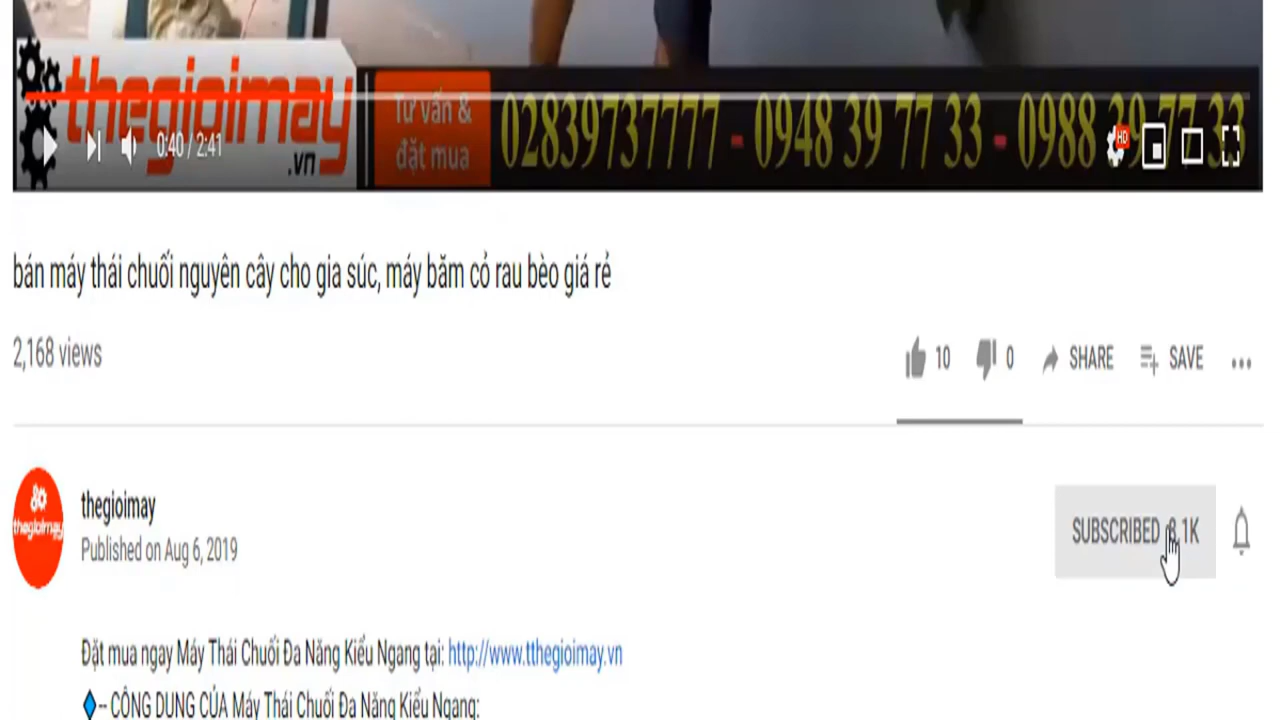 thegioimay
.vn
Tư vấn &
đặt mua
02839737777 - 0948 39 77 33 - 0988 39 77 33
0:40 / 2:41
HD
bán máy thái chuối nguyên cây cho gia súc, máy băm cỏ rau bèo giá rẻ
2,168 views
10 0 SHARE SAVE
thegioimay
thegioimay
Published on Aug 6, 2019
SUBSCRIBED
Đặt mua ngay Máy Thái Chuối Đa Năng Kiểu Ngang tại: http://www.tthegioimay.vn
-- CÔNG DỤNG CỦA Máy Thái Chuối Đa Năng Kiểu Ngang: